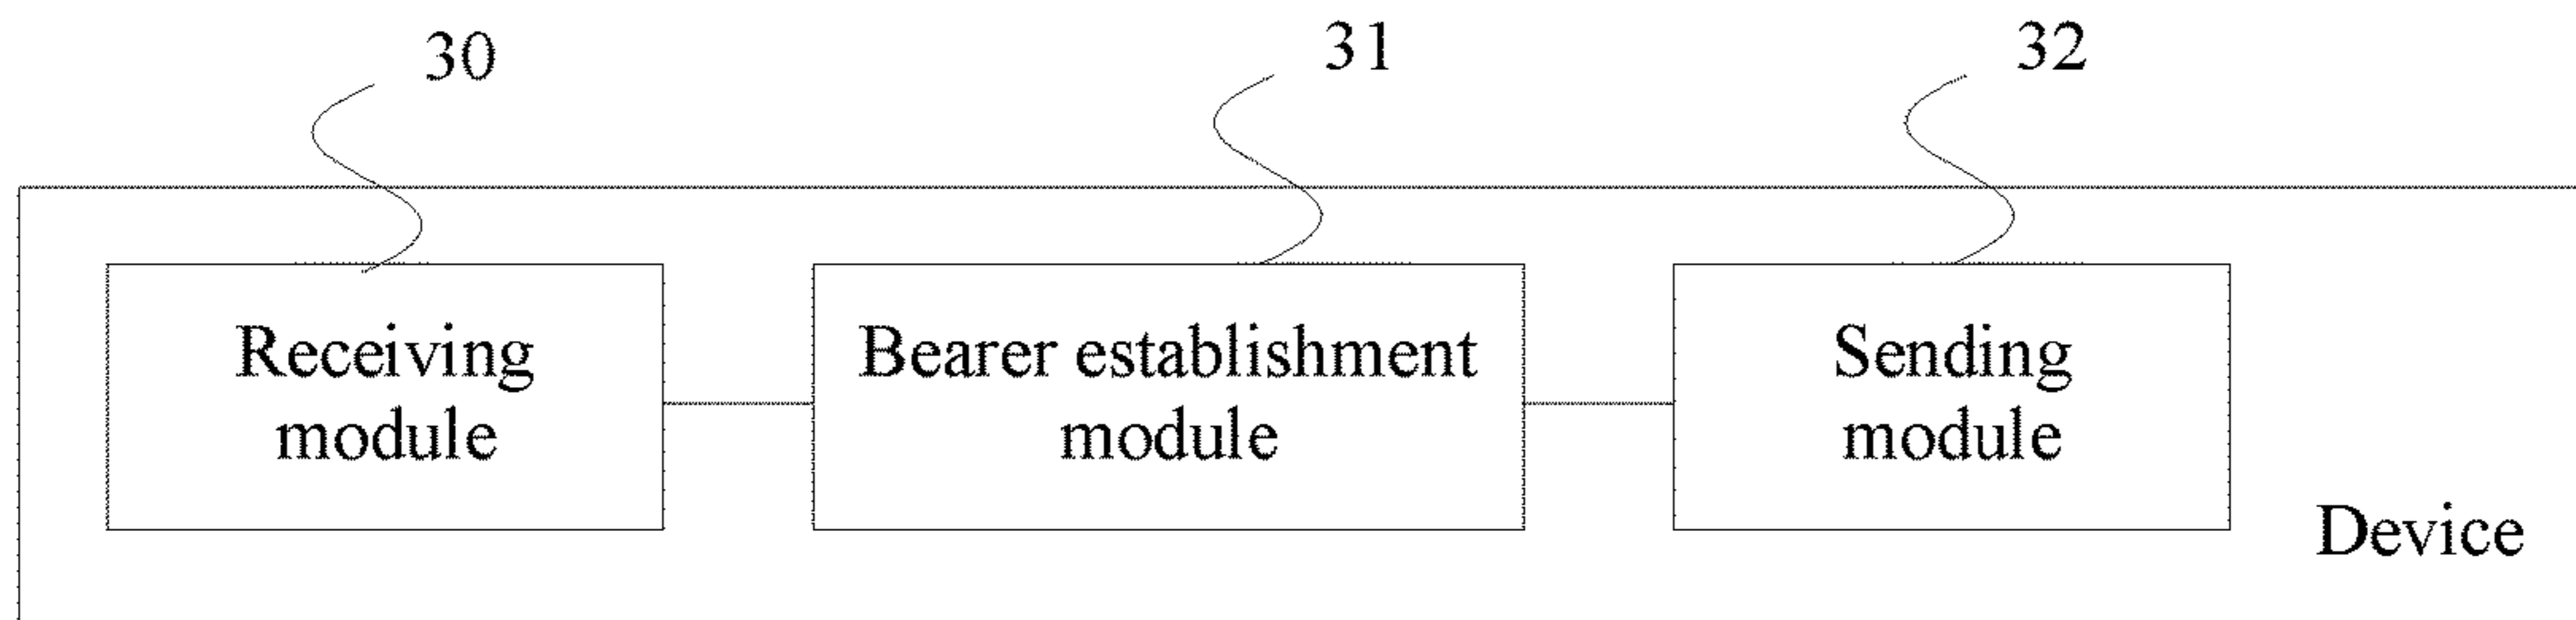 30
31
32
Receiving
module
Bearer establishment
module
Sending
module
Device